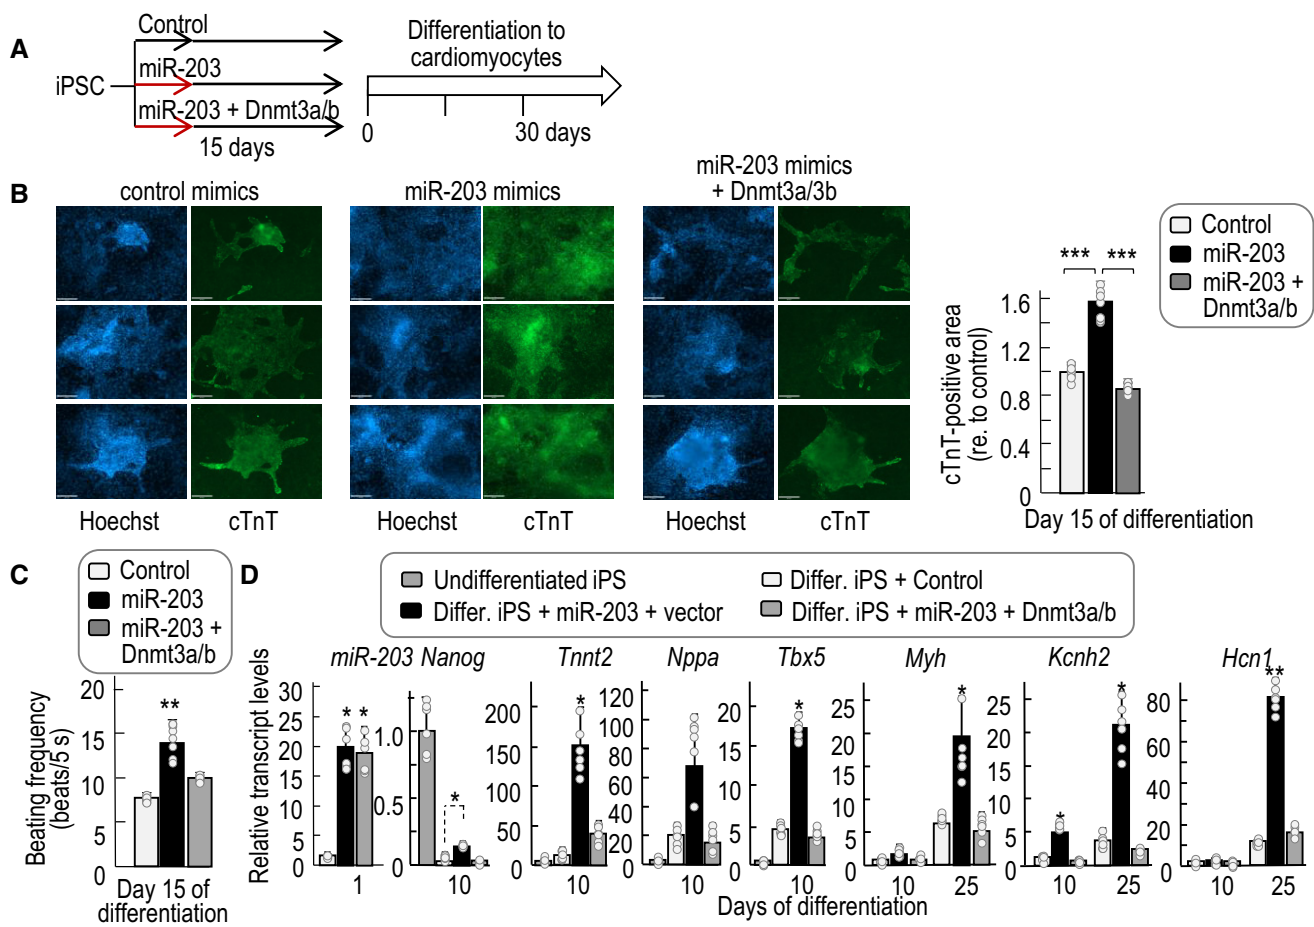 A
Control
iPSC
miR-203
miR-203 + Dnmt3a/b
15 days
Differentiation to
cardiomyocytes
0
30 days
B
control mimics
miR-203 mimics
miR-203 mimics
+ Dnmt3a/3b
Hoechst
cTnT
Hoechst
cTnT
Hoechst
cTnT
Control
miR-203
miR-203 +
Dnmt3a/b
*** ***
cTnT-positive area
(re. to control)
1.6
1.2
0.8
0.4
0
Day 15 of differentiation
C
Control
miR-203
miR-203 +
Dnmt3a/b
Beating frequency
(beats/5 s)
20
15
10
5
0
**
Day 15 of
differentiation
D
Undifferentiated iPS
Differ. iPS + Control
Differ. iPS + miR-203 + vector
Differ. iPS + miR-203 + Dnmt3a/b
Relative transcript levels
miR-203
30
25
20
15
10
5
0
* *
1
Nanog
1.0
0.5
0
*
10
Tnnt2
200
150
100
50
0
*
10
Nppa
120
100
80
60
40
20
0
10
Tbx5
20
15
10
5
0
*
10
Myh
25
20
15
10
5
0
*
10
25
Kcnh2
25
20
15
10
5
0
*
*
10
25
Hcn1
80
60
40
20
0
**
10
25
Days of differentiation